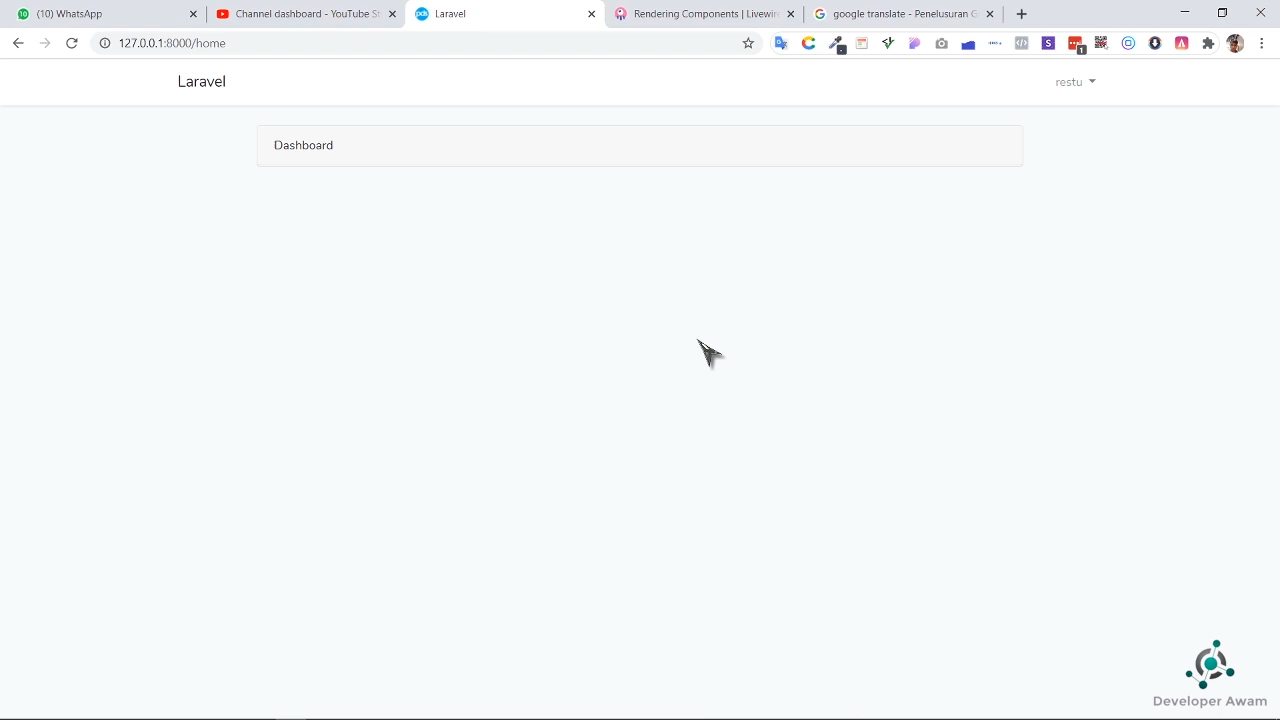 (10) WhatsApp
Channel dashboard - YouTube St
Laravel
Rendering Components | Livewir
google translate - Penelusuran G
127.0.0.1:8000/home
Laravel
restu
Dashboard
Developer Awam